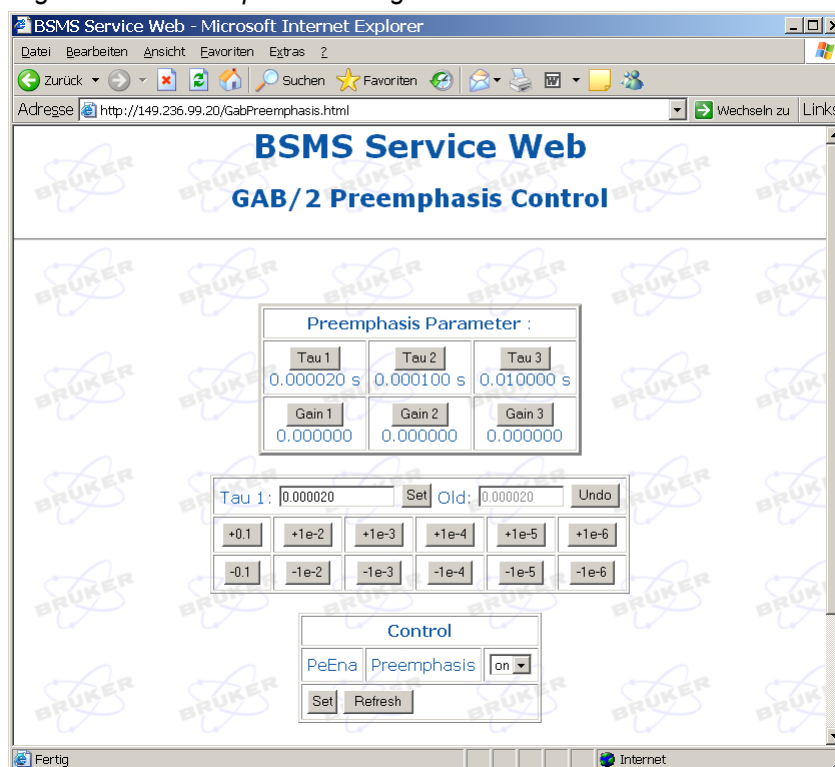 BSMS Service Web - Microsoft Internet Explorer
Datei Bearbeiten Ansicht Favoriten Extras ?
Zurück Suchen Favoriten
Adresse http://149.236.99.20/GabPreemphasis.html Wechseln zu Links
BSMS Service Web
GAB/2 Preemphasis Control
Preemphasis Parameter :
Tau 1 Tau 2 Tau 3
0.000020 s 0.000100 s 0.010000 s
Gain 1 Gain 2 Gain 3
0.000000 0.000000 0.000000
Tau 1: 0.000020 Set Old: 0.000020 Undo
+0.1 +1e-2 +1e-3 +1e-4 +1e-5 +1e-6
-0.1 -1e-2 -1e-3 -1e-4 -1e-5 -1e-6
Control
PeEna Preemphasis on
Set Refresh
Fertig Internet